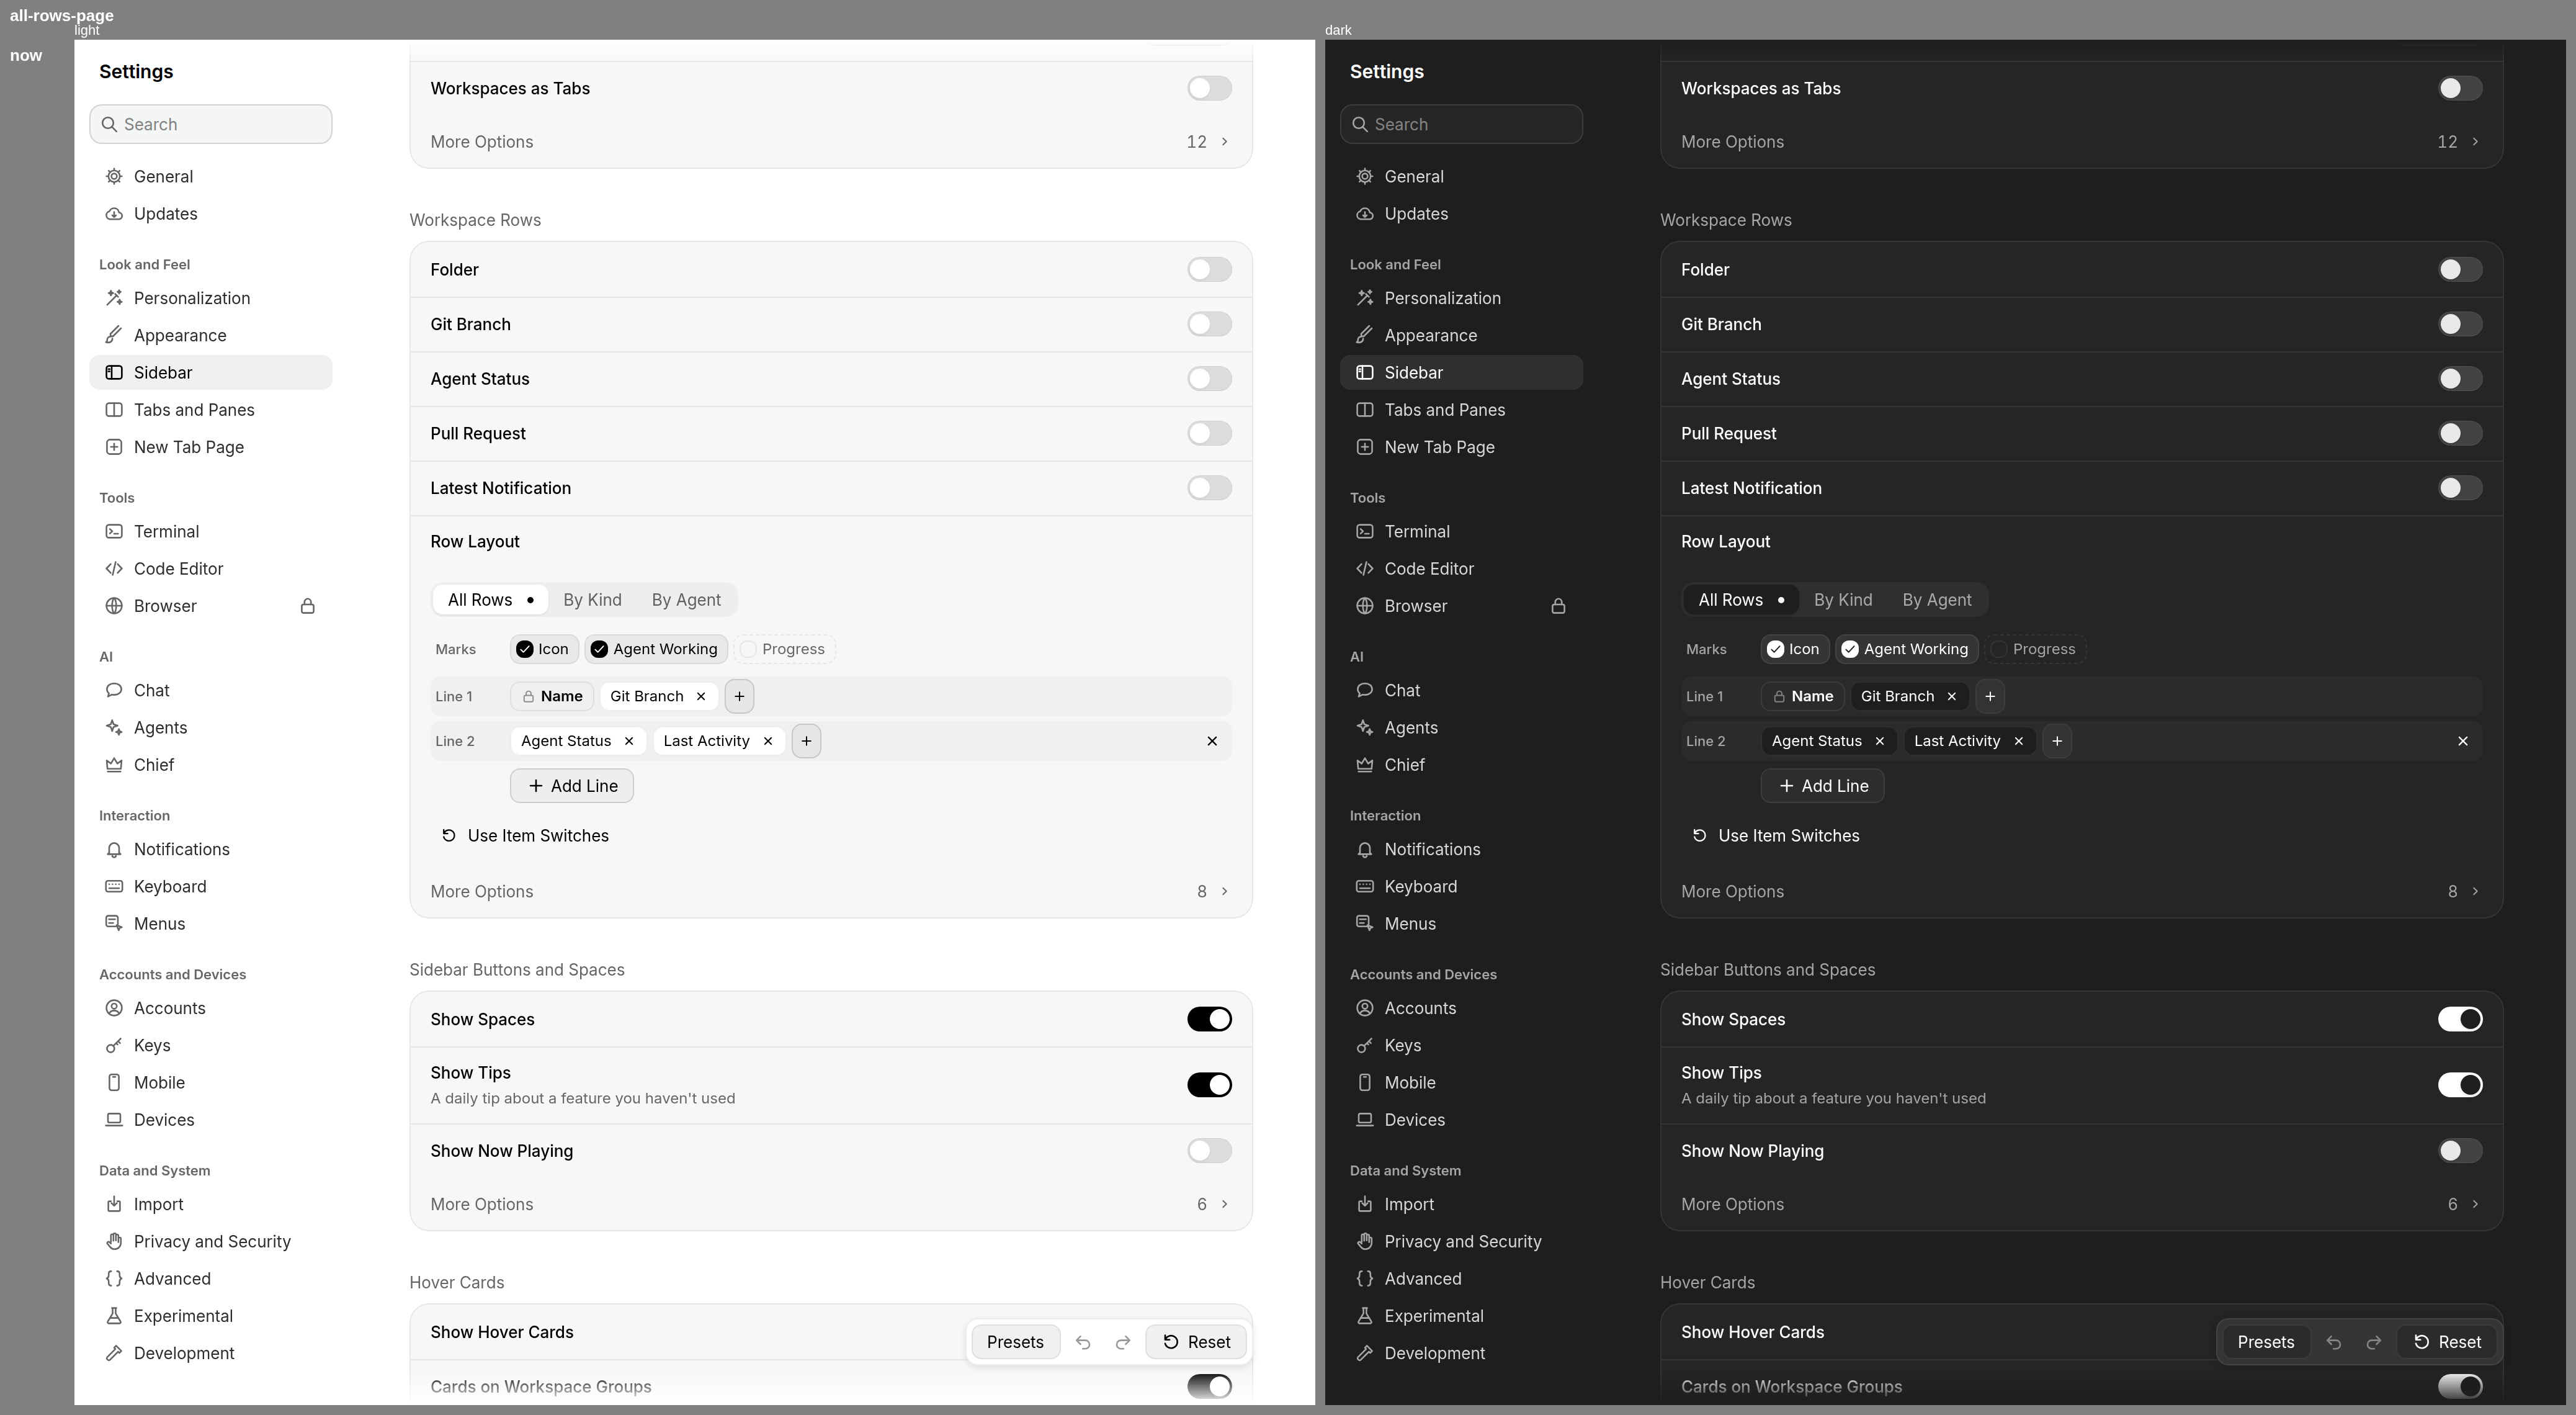 all-rows-page
now
light
Settings
Search
General
Updates
Look and Feel
Personalization
Appearance
Sidebar
Tabs and Panes
New Tab Page
Tools
Terminal
Code Editor
Browser
AI
Chat
Agents
Chief
Interaction
Notifications
Keyboard
Menus
Accounts and Devices
Accounts
Keys
Mobile
Devices
Data and System
Import
Privacy and Security
Advanced
Experimental
Development
Workspaces as Tabs
More Options 12
Workspace Rows
Folder
Git Branch
Agent Status
Pull Request
Latest Notification
Row Layout
All Rows By Kind By Agent
Marks Icon Agent Working Progress
Line 1 Name Git Branch
Line 2 Agent Status Last Activity
Add Line
Use Item Switches
More Options 8
Sidebar Buttons and Spaces
Show Spaces
Show Tips
A daily tip about a feature you haven't used
Show Now Playing
More Options 6
Hover Cards
Show Hover Cards
Presets Reset
Cards on Workspace Groups
dark
Settings
Search
General
Updates
Look and Feel
Personalization
Appearance
Sidebar
Tabs and Panes
New Tab Page
Tools
Terminal
Code Editor
Browser
AI
Chat
Agents
Chief
Interaction
Notifications
Keyboard
Menus
Accounts and Devices
Accounts
Keys
Mobile
Devices
Data and System
Import
Privacy and Security
Advanced
Experimental
Development
Workspaces as Tabs
More Options 12
Workspace Rows
Folder
Git Branch
Agent Status
Pull Request
Latest Notification
Row Layout
All Rows By Kind By Agent
Marks Icon Agent Working Progress
Line 1 Name Git Branch
Line 2 Agent Status Last Activity
Add Line
Use Item Switches
More Options 8
Sidebar Buttons and Spaces
Show Spaces
Show Tips
A daily tip about a feature you haven't used
Show Now Playing
More Options 6
Hover Cards
Show Hover Cards
Presets Reset
Cards on Workspace Groups